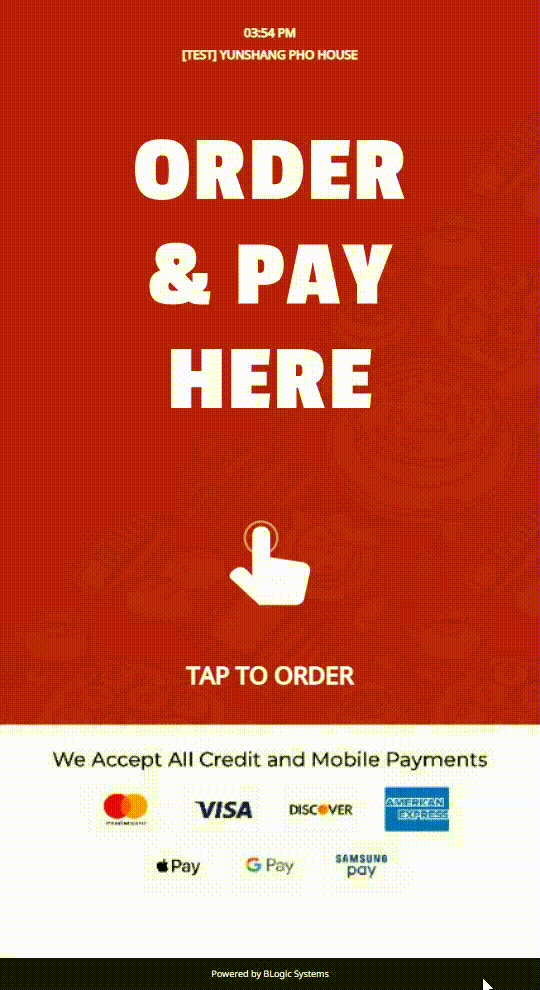 03:54 PM
[TEST] YUNSHANG PHO HOUSE
ORDER
& PAY
HERE
TAP TO ORDER
We Accept All Credit and Mobile Payments
VISA DISCOVER AMERICAN
EXPRESS
Pay G Pay SAMSUNG
pay
Powered by BLogic Systems